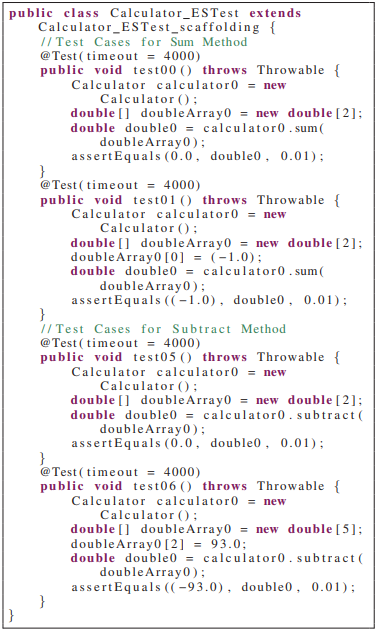 public class Calculator_ESTest extends
Calculator_ESTest_scaffolding {
//Test Cases for Sum Method
@Test(timeout = 4000)
public void test00() throws Throwable {
Calculator calculator0 = new
Calculator();
double[] doubleArray0 = new double[2];
double double0 = calculator0.sum(
doubleArray0);
assertEquals(0.0, double0, 0.01);
}
@Test(timeout = 4000)
public void test01() throws Throwable {
Calculator calculator0 = new
Calculator();
double[] doubleArray0 = new double[2];
doubleArray0[0] = (-1.0);
double double0 = calculator0.sum(
doubleArray0);
assertEquals((-1.0), double0, 0.01);
}
//Test Cases for Subtract Method
@Test(timeout = 4000)
public void test05() throws Throwable {
Calculator calculator0 = new
Calculator();
double[] doubleArray0 = new double[2];
double double0 = calculator0.subtract(
doubleArray0);
assertEquals(0.0, double0, 0.01);
}
@Test(timeout = 4000)
public void test06() throws Throwable {
Calculator calculator0 = new
Calculator();
double[] doubleArray0 = new double[5];
doubleArray0[2] = 93.0;
double double0 = calculator0.subtract(
doubleArray0);
assertEquals((-93.0), double0, 0.01);
}
}